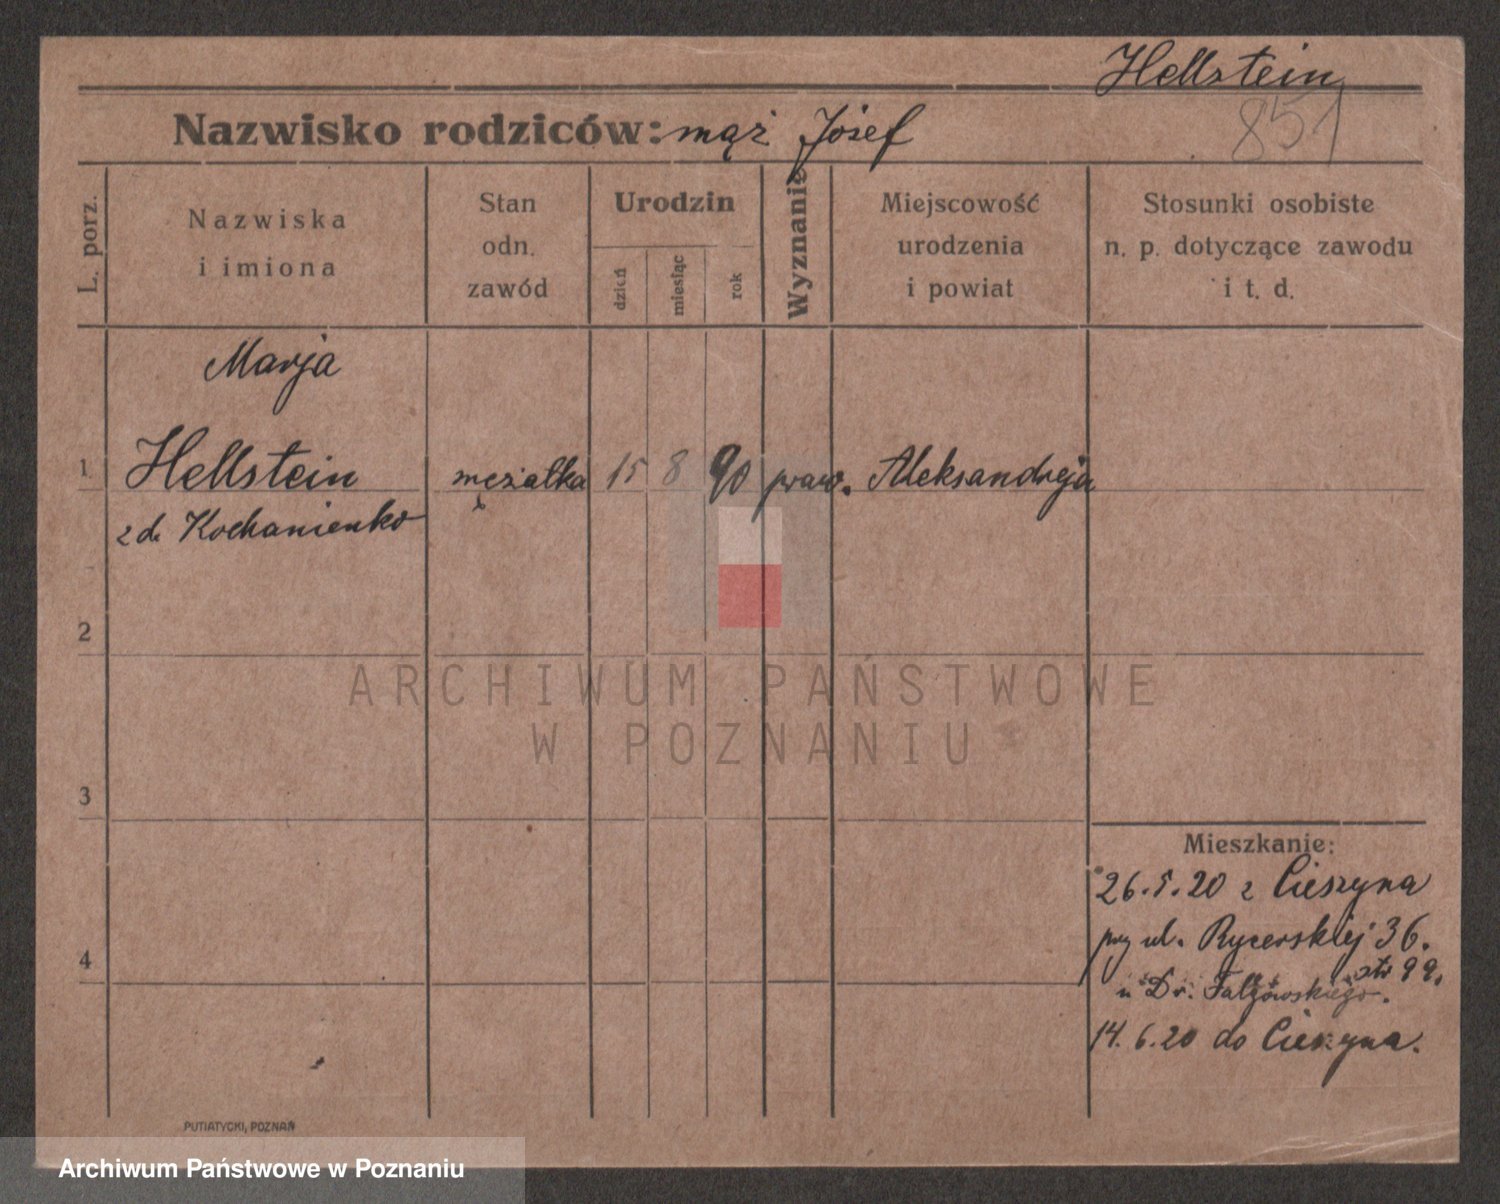 Hellstein
851
Nazwisko rodziców: mąż Józef
L. porz.
Nazwiska
i imiona
Stan
odn.
zawód
Urodzin
dzień
miesiąc
rok
Wyznanie
Miejscowość
urodzenia
i powiat
Stosunki osobiste
n. p. dotyczące zawodu
i t. d.
Marja
1 Hellstein mężatka 15 8 90 praw. Aleksandreja
z d. Kochanienko
2
ARCHIWUM PAŃSTWOWE
W POZNANIU
3
Mieszkanie:
26.5.20 z Cieszyna
przy ul. Rycerskiej 36.
4
u Dr.
14.6.20 do Cieszyna.
PUTIATYCKI, POZNAŃ
Archiwum Państwowe w Poznaniu